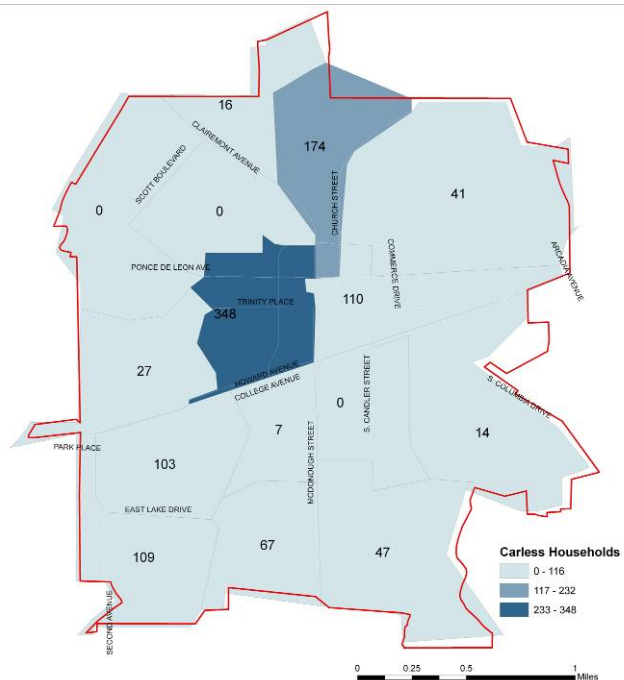 16
CLAIREMONT AVENUE
174
SCOTT BOULEVARD
41
0
0
CHURCH STREET
COMMERCE DRIVE
ARCADIA AVENUE
PONCE DE LEON AVE
TRINITY PLACE
110
348
27
HOWARD AVENUE
COLLEGE AVENUE
S. COLUMBIA DRIVE
0
S. CANDLER STREET
7
14
PARK PLACE
103
MCDONOUGH STREET
EAST LAKE DRIVE
67
47
109
SECOND AVENUE
Carless Households
0 - 116
117 - 232
233 - 348
0 0.25 0.5 1
Miles